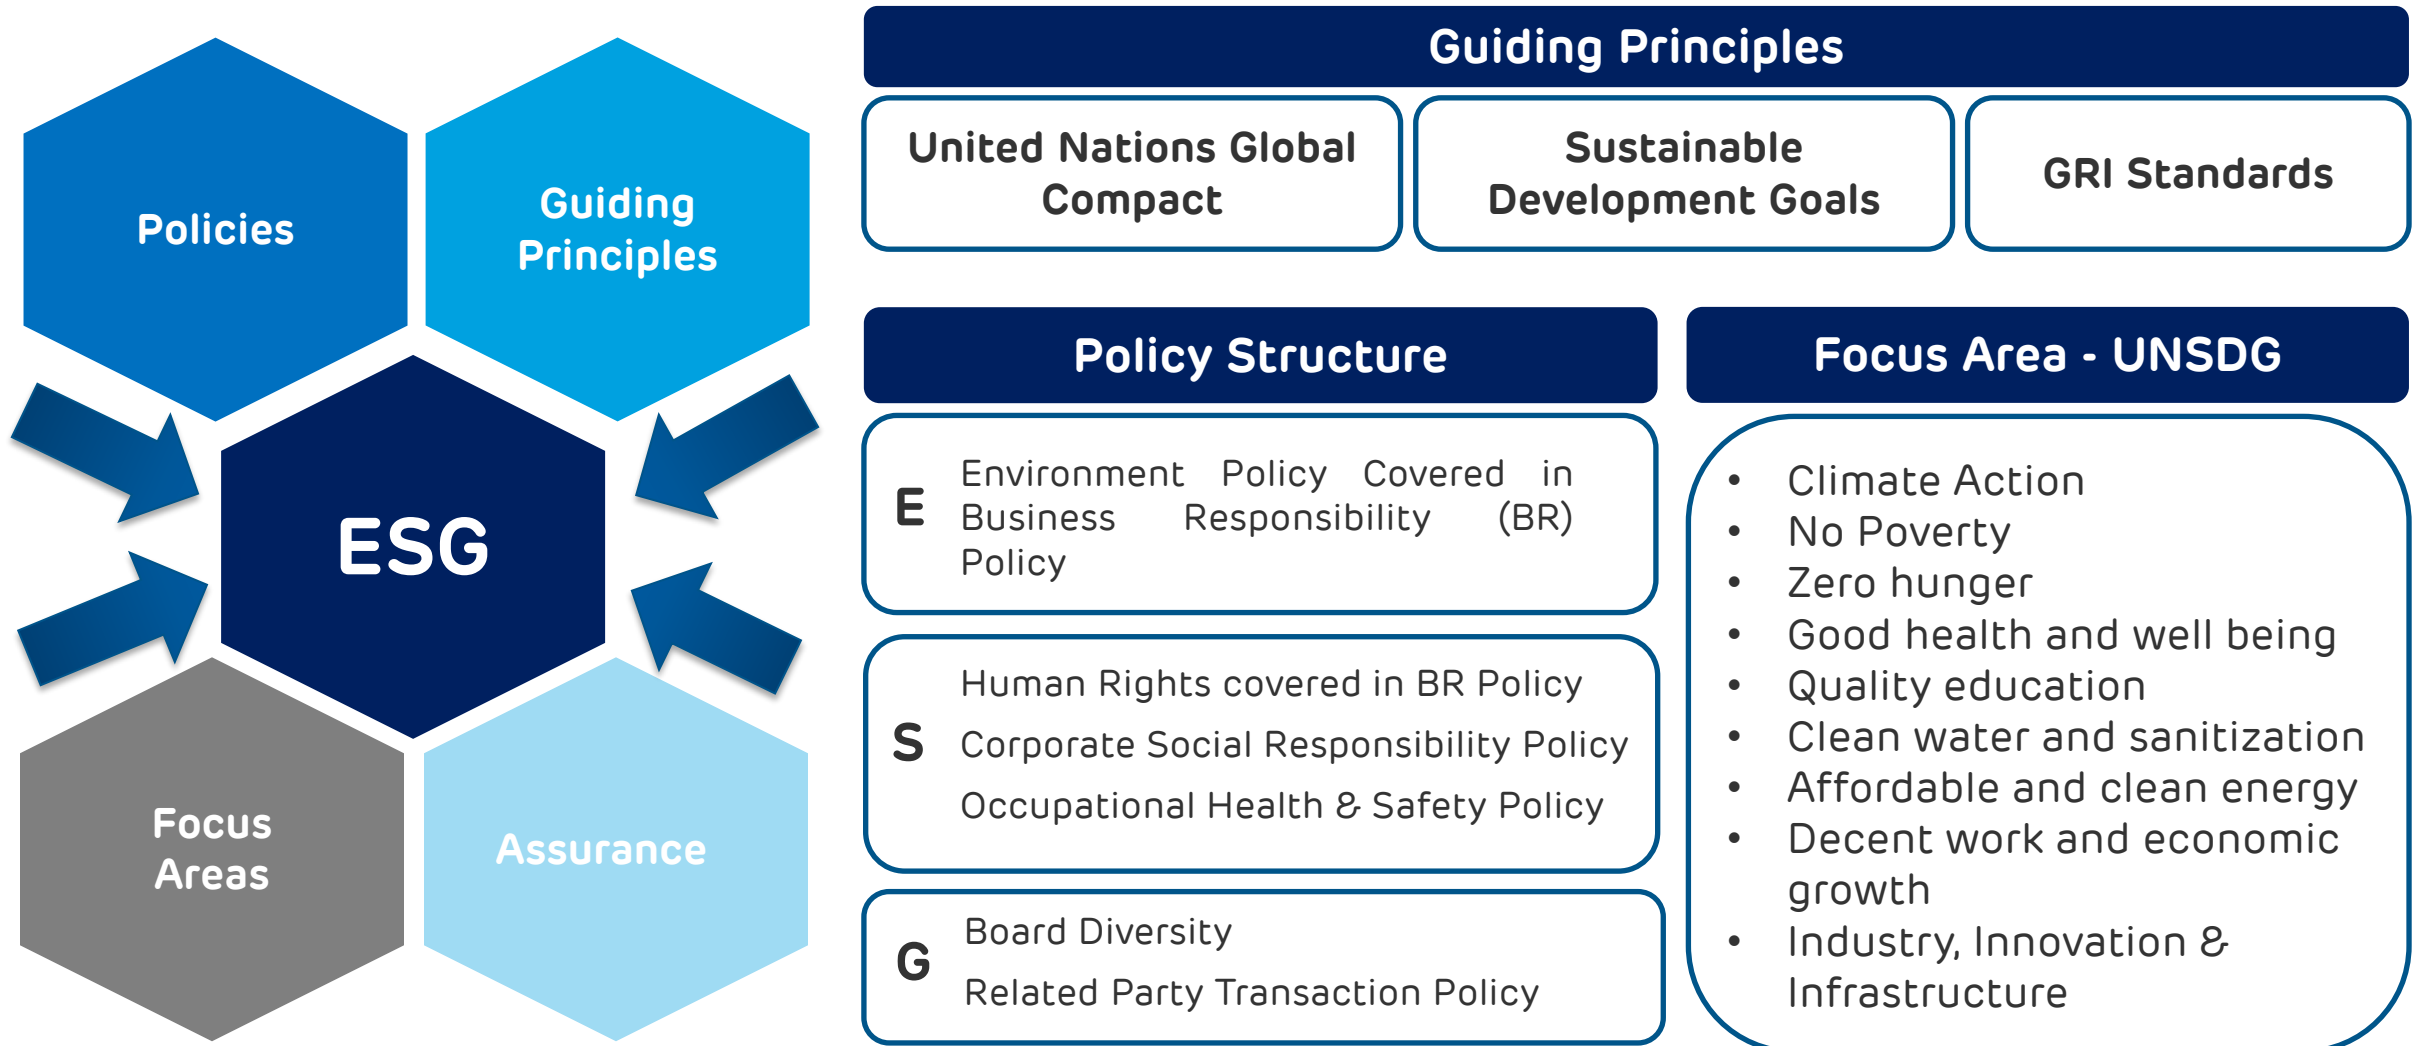 Policies
Guiding
Principles
ESG
Focus
Areas
Assurance
Guiding Principles
United Nations Global
Compact
Sustainable
Development Goals
GRI Standards
Policy Structure
E
Environment Policy Covered in
Business Responsibility (BR)
Policy
S
Human Rights covered in BR Policy
Corporate Social Responsibility Policy
Occupational Health & Safety Policy
G
Board Diversity
Related Party Transaction Policy
Focus Area - UNSDG
• Climate Action
• No Poverty
• Zero hunger
• Good health and well being
• Quality education
• Clean water and sanitization
• Affordable and clean energy
• Decent work and economic
growth
• Industry, Innovation &
Infrastructure